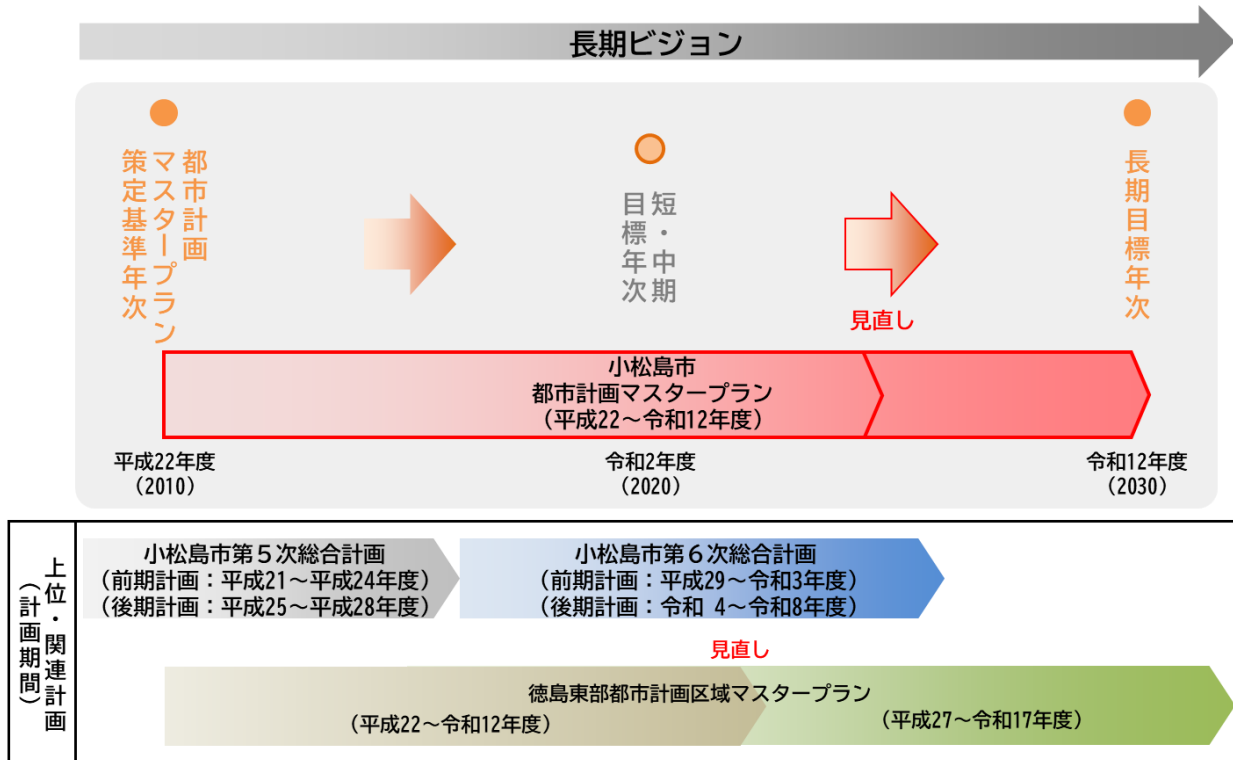 長期ビジョン
都市計画
マスタープラン
策定基準年次
短・中期
目標年次
長期目標年次
見直し
小松島市
都市計画マスタープラン
（平成22～令和12年度）
平成22年度
（2010）
令和2年度
（2020）
令和12年度
（2030）
上位・関連計画
（計画期間）
小松島市第５次総合計画
（前期計画：平成21～平成24年度）
（後期計画：平成25～平成28年度）
小松島市第６次総合計画
（前期計画：平成29～令和3年度）
（後期計画：令和 4～令和8年度）
見直し
徳島東部都市計画区域マスタープラン
（平成22～令和12年度）
（平成27～令和17年度）